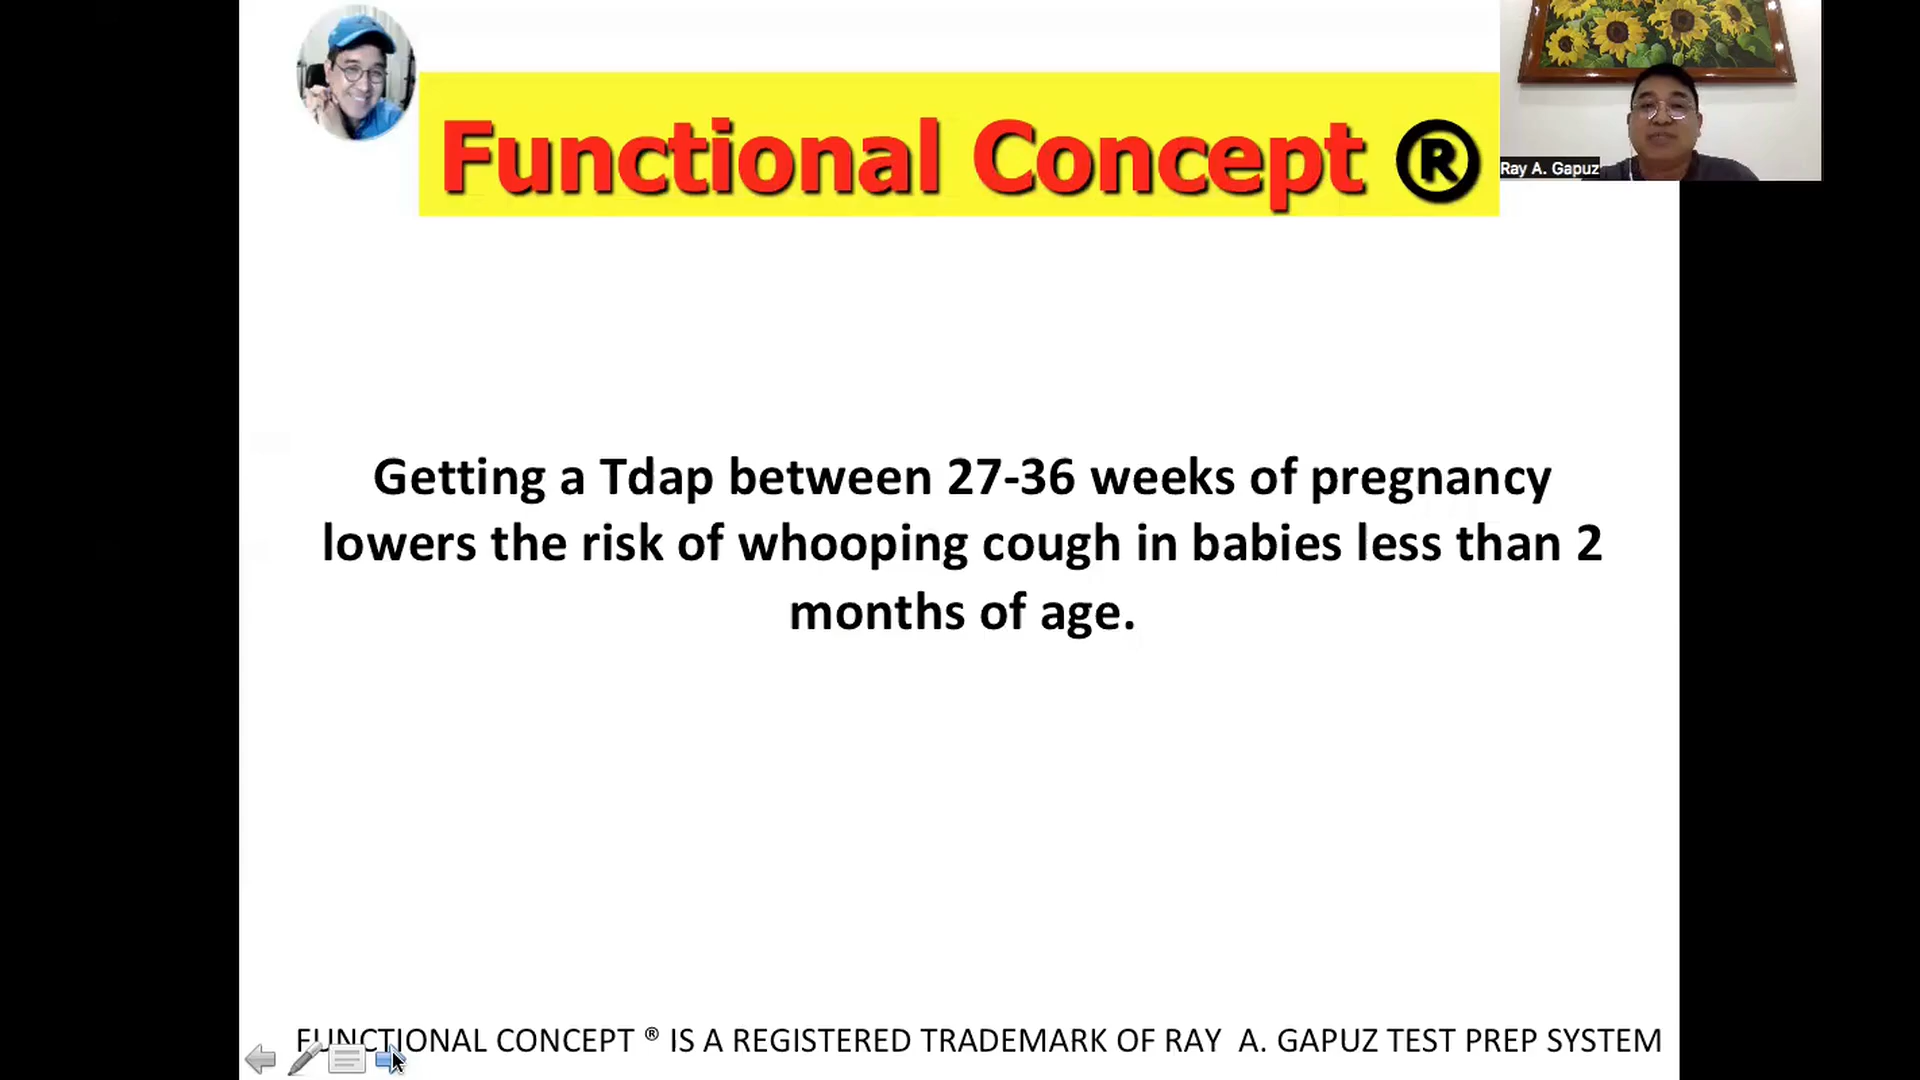 Functional Concept ®
Ray A. Gapuz
Getting a Tdap between 27-36 weeks of pregnancy
lowers the risk of whooping cough in babies less than 2
months of age.
FUNCTIONAL CONCEPT ® IS A REGISTERED TRADEMARK OF RAY A. GAPUZ TEST PREP SYSTEM